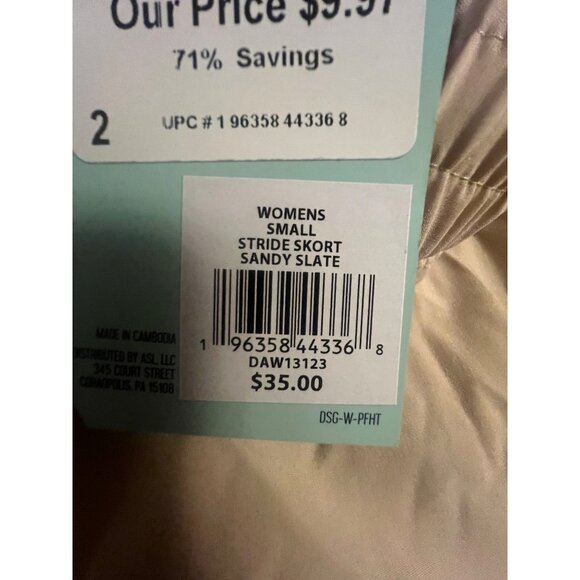 Our Price $9.97
71% Savings
2
UPC # 1 96358 44336 8
WOMENS
SMALL
STRIDE SKORT
SANDY SLATE
1 96358 44336 8
DAW13123
$35.00
MADE IN CAMBODIA
DISTRIBUTED BY ASL, LLC
345 COURT STREET
CORAOPOLIS, PA 15108
DSG-W-PFHT